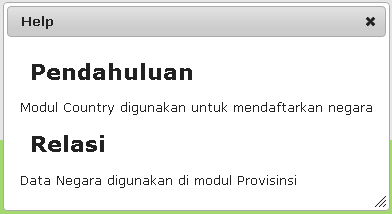 Help
Pendahuluan
Modul Country digunakan untuk mendaftarkan negara
Relasi
Data Negara digunakan di modul Provisinsi